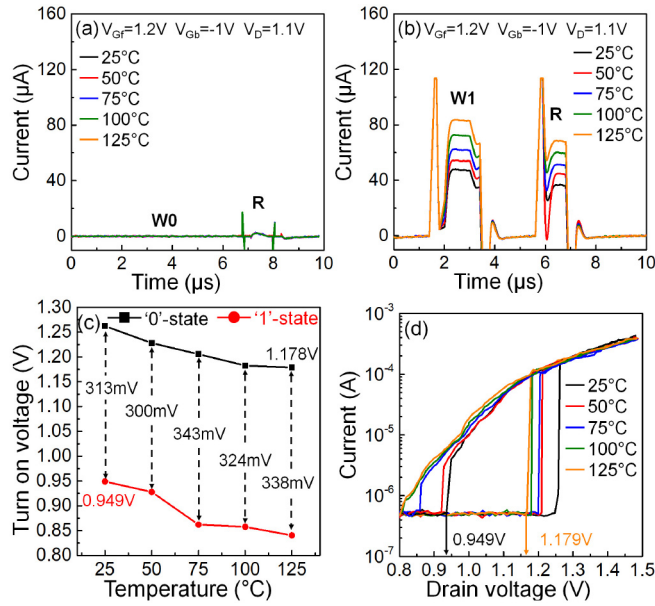 (a) V_Gf=1.2V V_Gb=-1V V_D=1.1V
25°C
50°C
75°C
100°C
125°C
W0
R
Current (µA)
160
120
80
40
0
0 2 4 6 8 10
Time (µs)
(b) V_Gf=1.2V V_Gb=-1V V_D=1.1V
25°C
50°C
75°C
100°C
125°C
W1
R
Current (µA)
160
120
80
40
0
0 2 4 6 8 10
Time (µs)
(c) '0'-state '1'-state
1.178V
313mV
300mV
343mV
324mV
338mV
0.949V
Turn on voltage (V)
1.30
1.25
1.20
1.15
1.10
1.05
1.00
0.95
0.90
0.85
0.80
25 50 75 100 125
Temperature (°C)
(d)
25°C
50°C
75°C
100°C
125°C
0.949V
1.179V
Current (A)
10⁻³
10⁻⁴
10⁻⁵
10⁻⁶
10⁻⁷
0.8 0.9 1.0 1.1 1.2 1.3 1.4 1.5
Drain voltage (V)